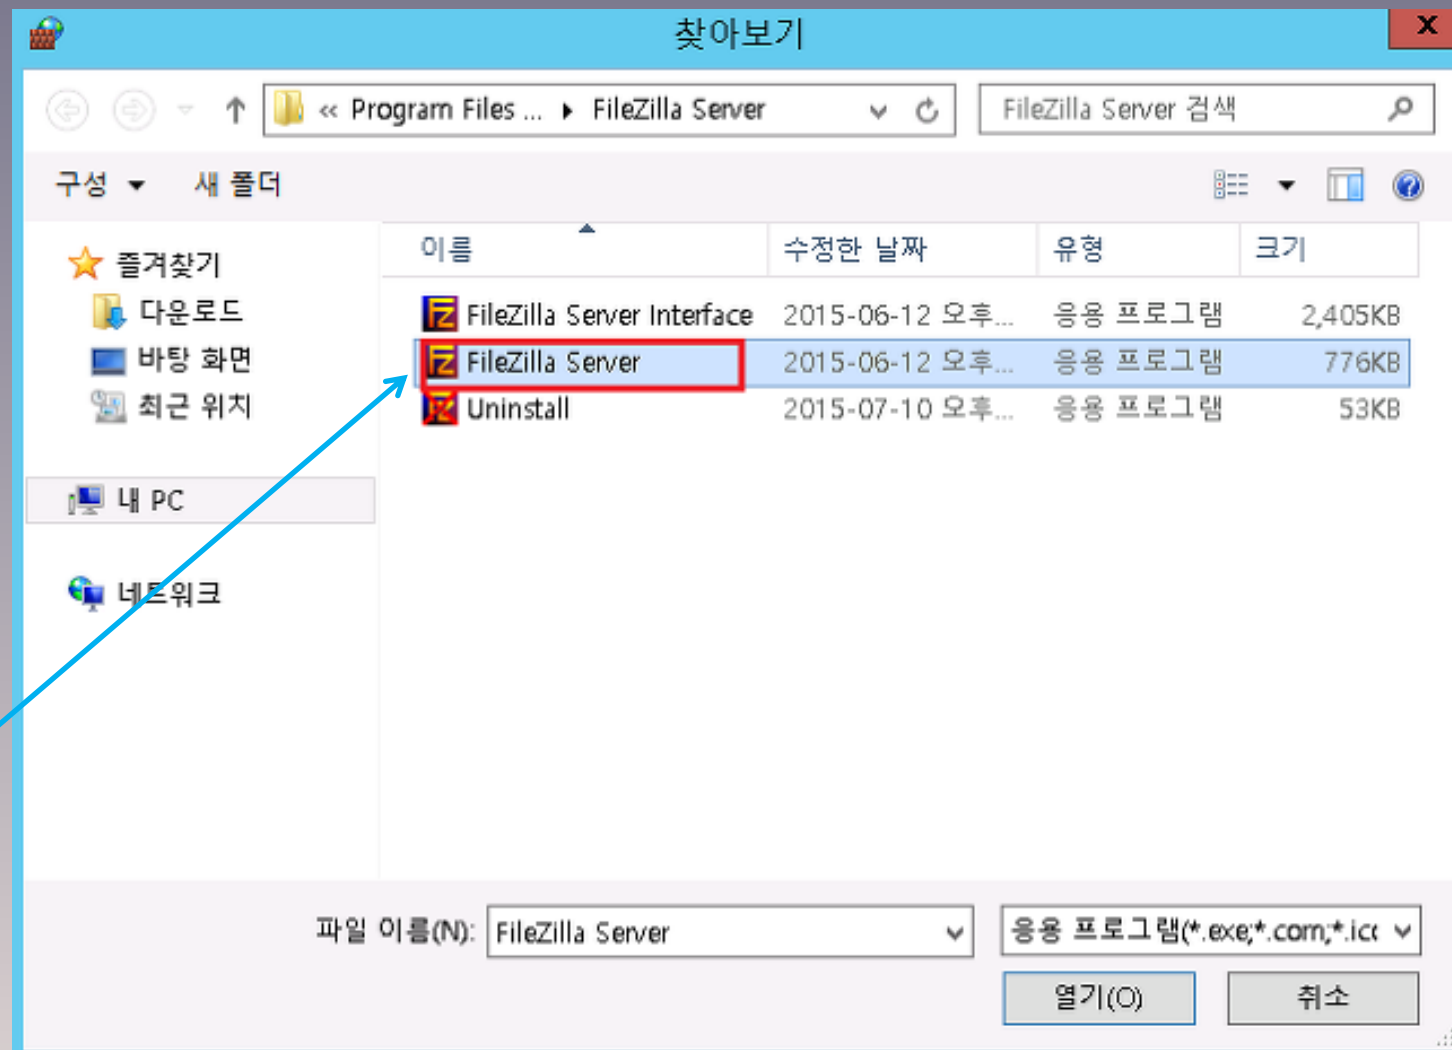 찾아보기
x
« Program Files ... ▸ FileZilla Server
FileZilla Server 검색
구성 새 폴더
이름 수정한 날짜 유형 크기
즐겨찾기
다운로드
바탕 화면
최근 위치
내 PC
네트워크
FileZilla Server Interface 2015-06-12 오후... 응용 프로그램 2,405KB
FileZilla Server 2015-06-12 오후... 응용 프로그램 776KB
Uninstall 2015-07-10 오후... 응용 프로그램 53KB
파일 이름(N): FileZilla Server 응용 프로그램(*.exe;*.com;*.ic
열기(O) 취소